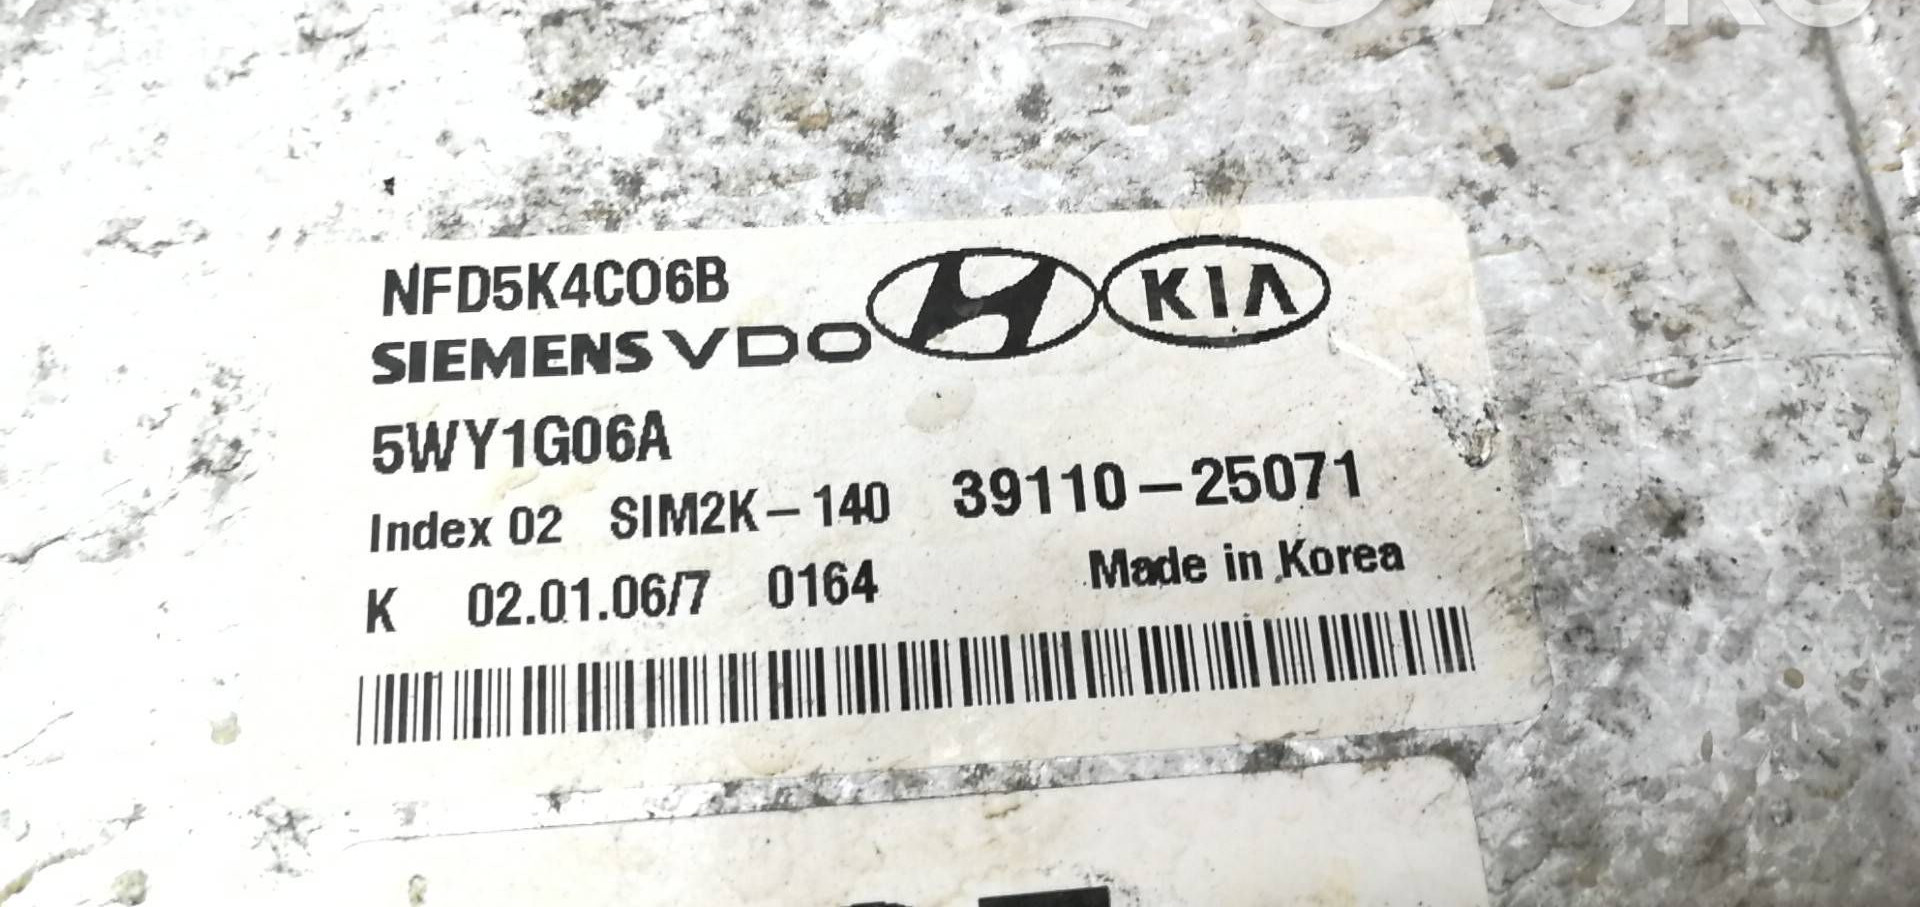 NFD5K4C06B
SIEMENS VDO KIA
5WY1G06A
Index 02 SIM2K-140 39110-25071
K 02.01.06/7 0164 Made in Korea